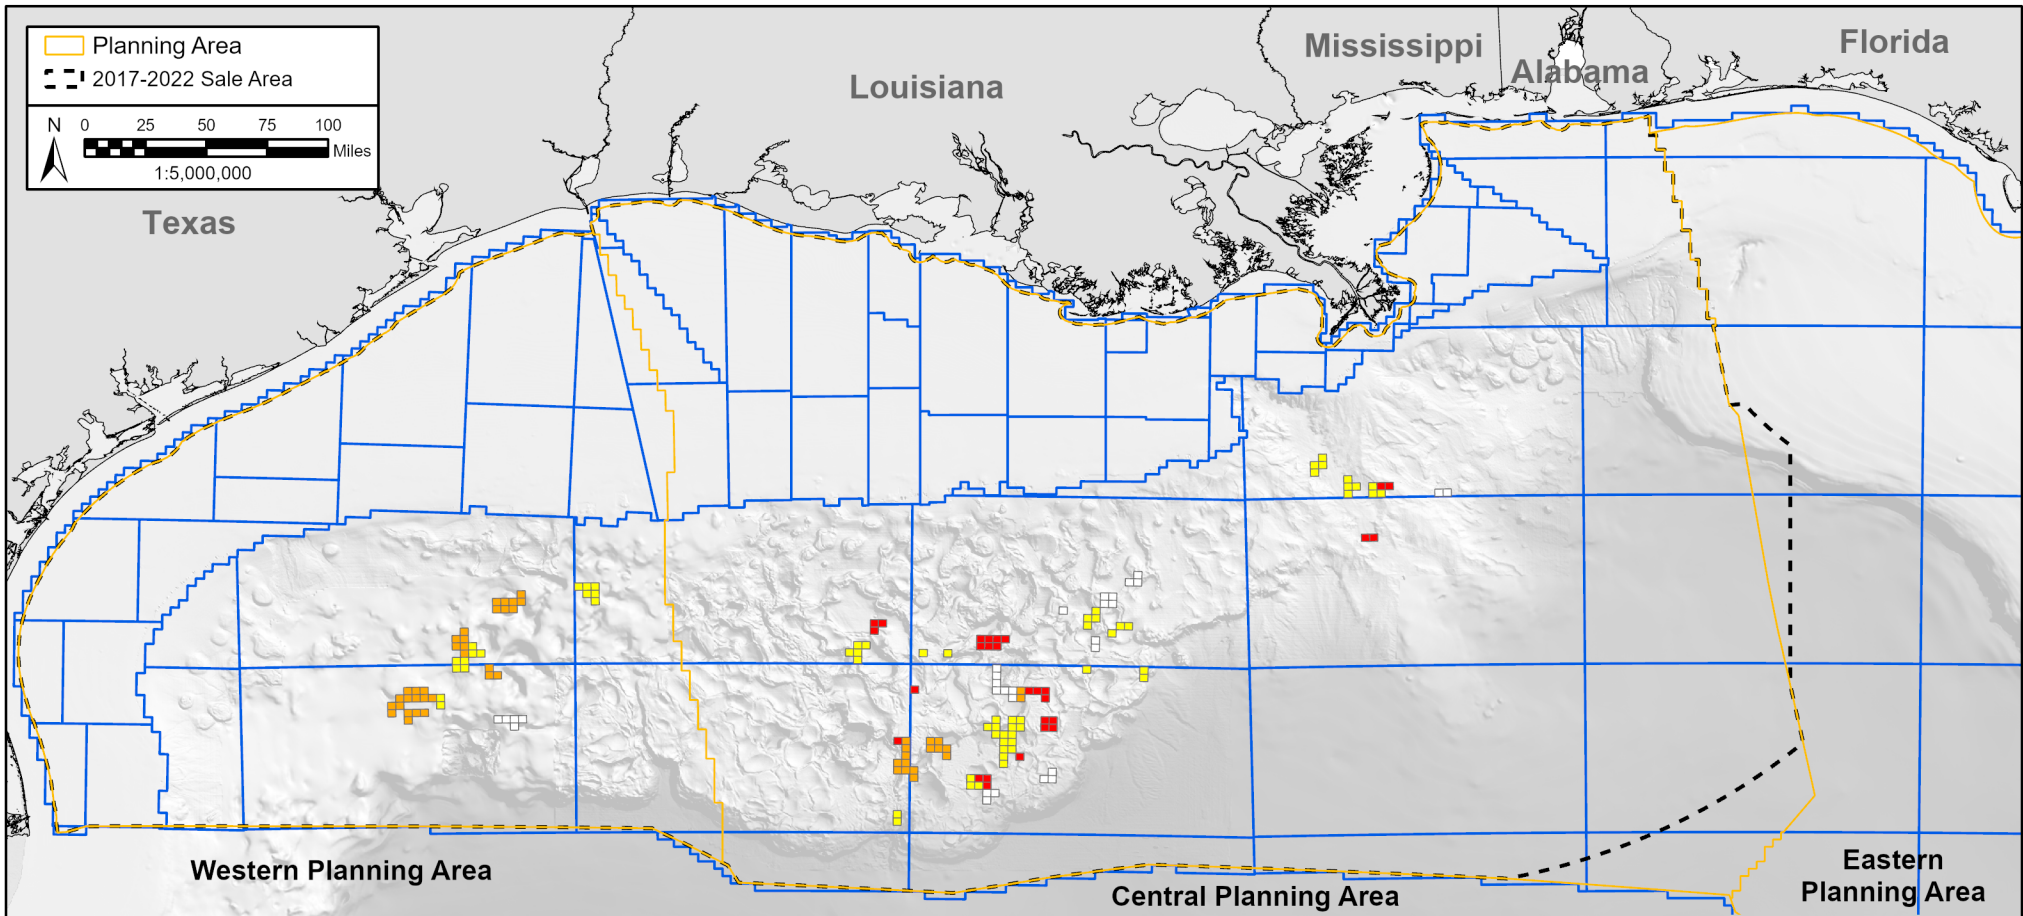 Planning Area
2017-2022 Sale Area
N 0 25 50 75 100
Miles
1:5,000,000
Texas
Louisiana
Mississippi
Alabama
Florida
Western Planning Area
Central Planning Area
Eastern
Planning Area